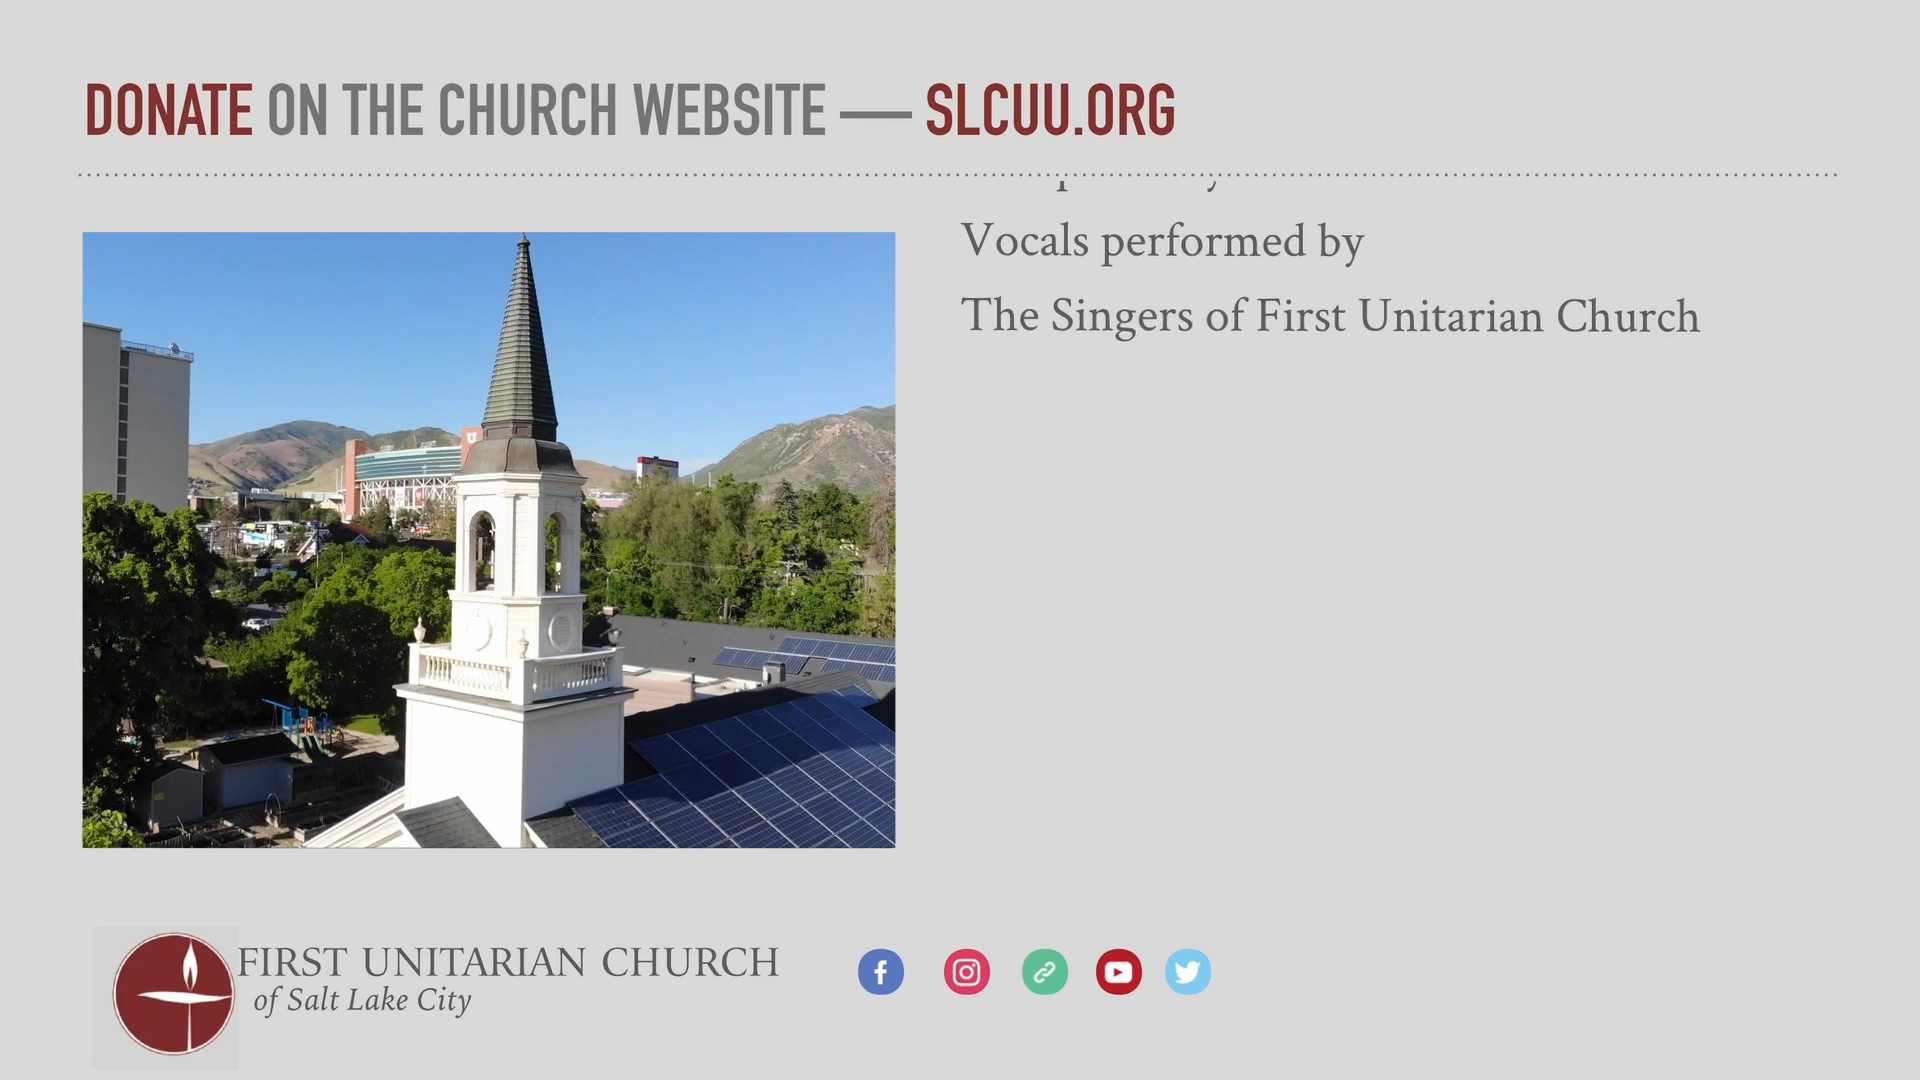 DONATE ON THE CHURCH WEBSITE — SLCUU.ORG
Vocals performed by
The Singers of First Unitarian Church
FIRST UNITARIAN CHURCH
of Salt Lake City